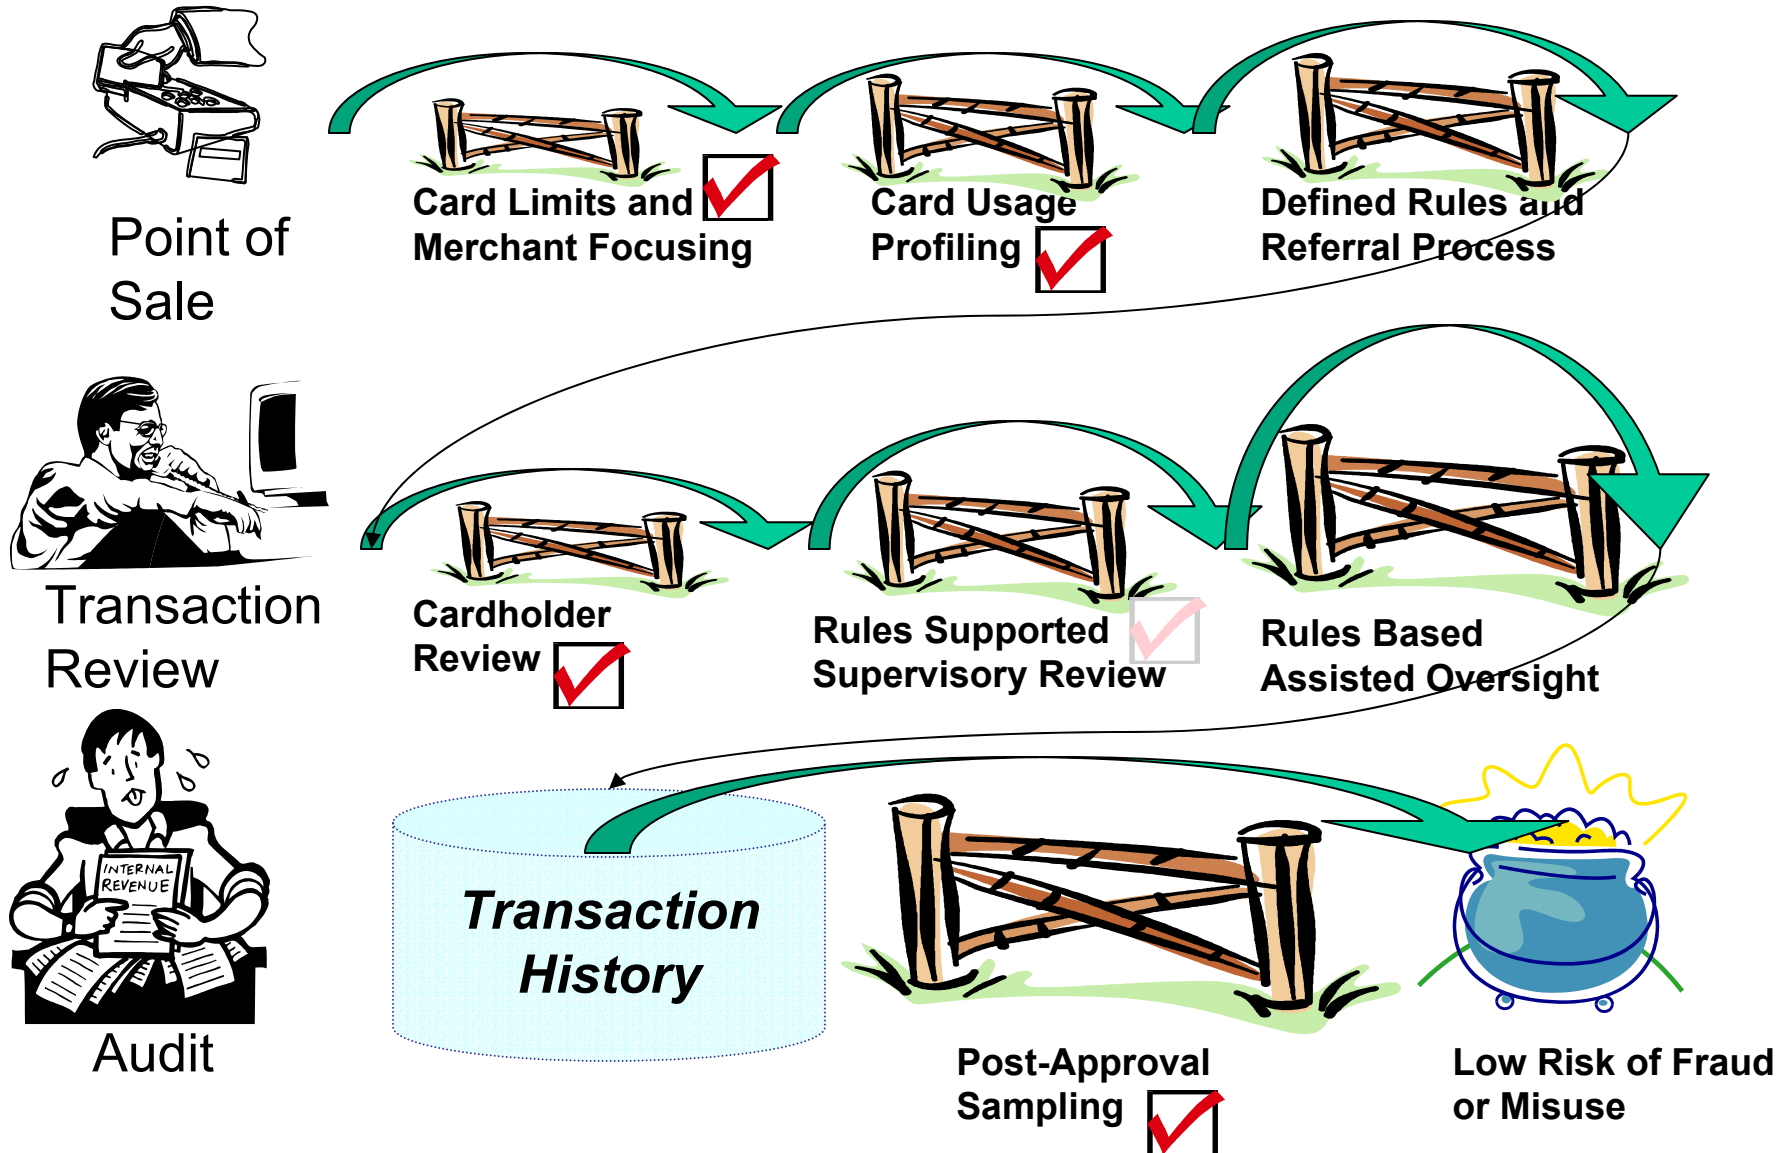 Point of
Sale
Card Limits and
Merchant Focusing
Card Usage
Profiling
Defined Rules and
Referral Process
Transaction
Review
Cardholder
Review
Rules Supported
Supervisory Review
Rules Based
Assisted Oversight
INTERNAL
REVENUE
Audit
Transaction
History
Post-Approval
Sampling
Low Risk of Fraud
or Misuse